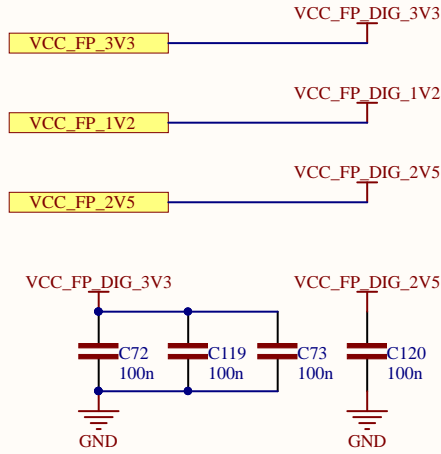 VCC_FP_DIG_3V3
VCC_FP_3V3
VCC_FP_DIG_1V2
VCC_FP_1V2
VCC_FP_DIG_2V5
VCC_FP_2V5
VCC_FP_DIG_3V3 VCC_FP_DIG_2V5
C72 C119 C73 C120
100n 100n 100n 100n
GND GND